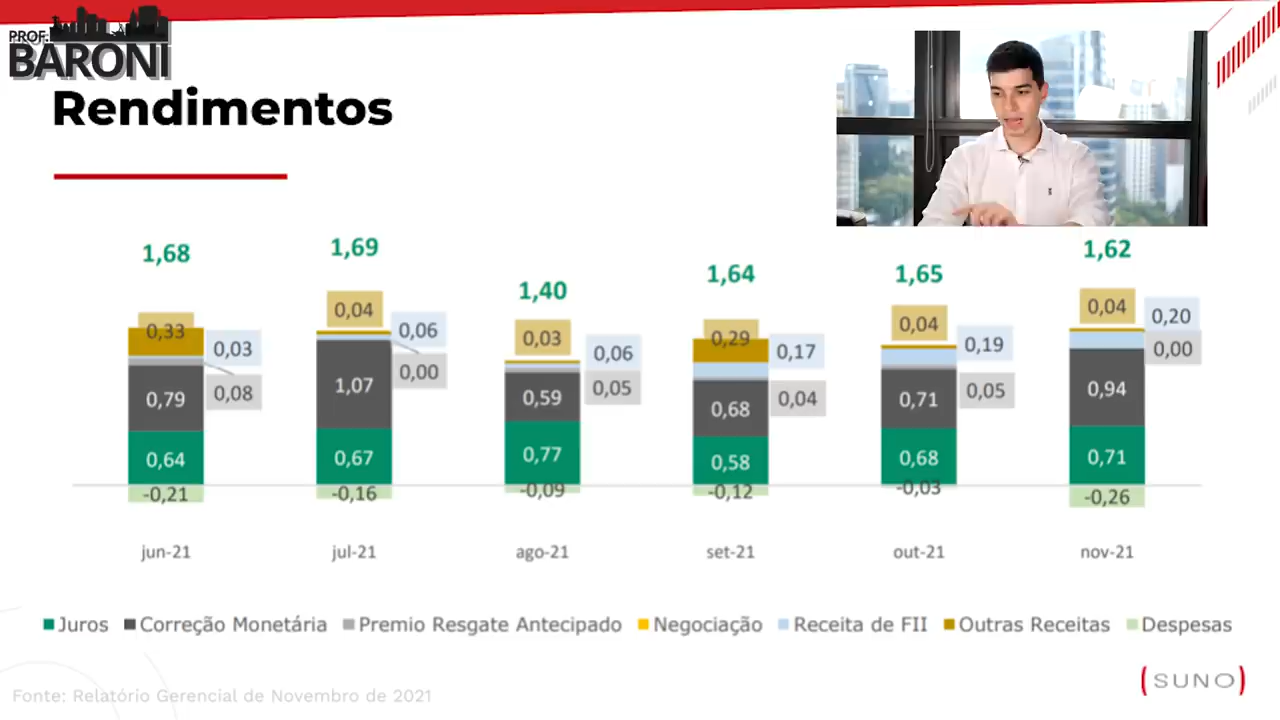 PROF.
BARONI
Rendimentos
1,68 1,69 1,40 1,64 1,65 1,62
0,33 0,04 0,03 0,29 0,04 0,04
0,03 0,06 0,06 0,17 0,19 0,20
0,08 0,00 0,05 0,04 0,05 0,00
0,79 1,07 0,59 0,68 0,71 0,94
0,64 0,67 0,77 0,58 0,68 0,71
-0,21 -0,16 -0,09 -0,12 -0,03 -0,26
jun-21 jul-21 ago-21 set-21 out-21 nov-21
Juros Correção Monetária Premio Resgate Antecipado Negociação Receita de FII Outras Receitas Despesas
(SUNO)
Fonte: Relatório Gerencial de Novembro de 2021